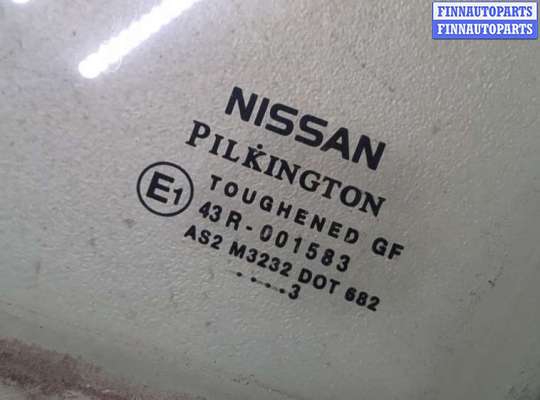 FINNAUTOPARTS
FINNAUTOPARTS
NISSAN
PILKINGTON
E1
TOUGHENED GF
43R-001583
AS2 M3232 DOT 682
....3